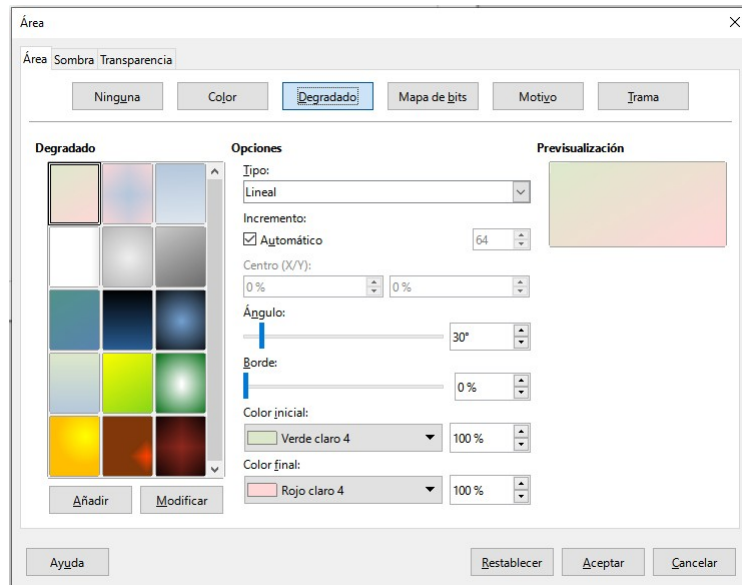 Área
Área Sombra Transparencia
Ninguna Color Degradado Mapa de bits Motivo Trama
Degradado
Opciones
Tipo:
Lineal
Incremento:
Automático 64
Centro (X/Y):
0 % 0 %
Ángulo:
30°
Borde:
0 %
Color inicial:
Verde claro 4 100 %
Color final:
Rojo claro 4 100 %
Previsualización
Añadir Modificar
Ayuda Restablecer Aceptar Cancelar